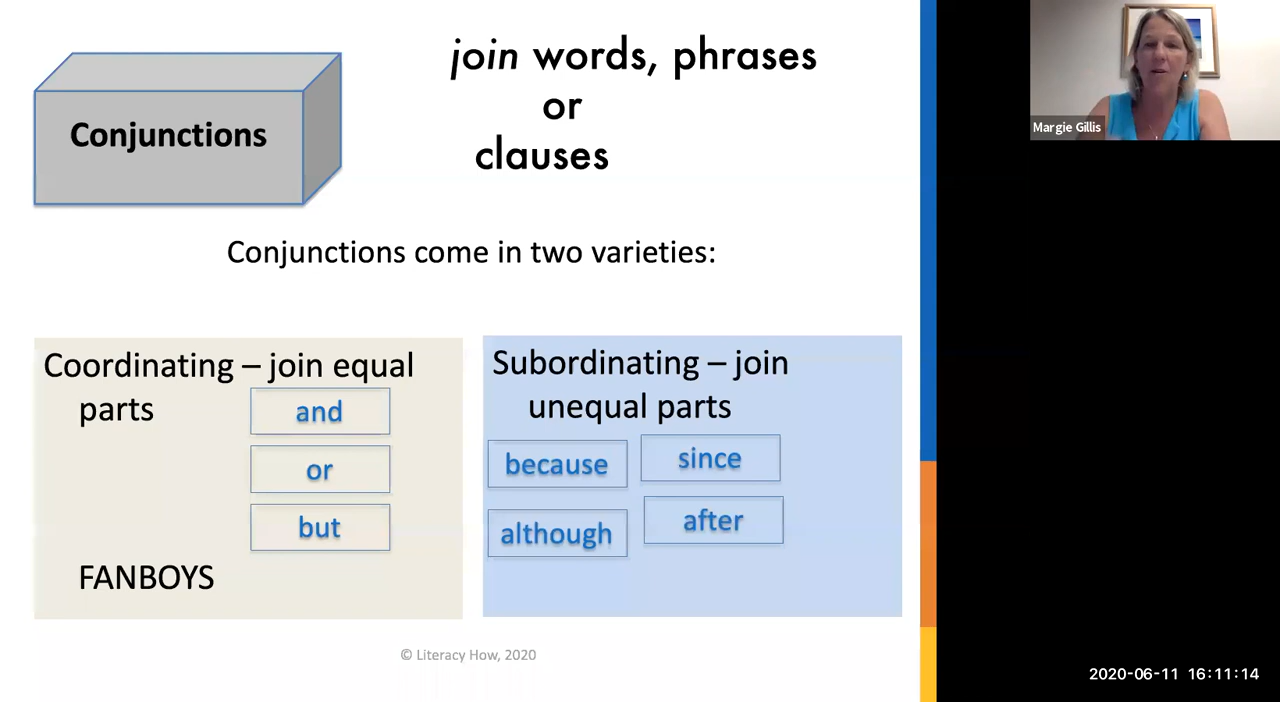 Conjunctions
join words, phrases
or
clauses
Conjunctions come in two varieties:
Coordinating – join equal
parts
and
or
but
FANBOYS
Subordinating – join
unequal parts
because
since
although
after
© Literacy How, 2020
Margie Gillis
2020-06-11 16:11:14